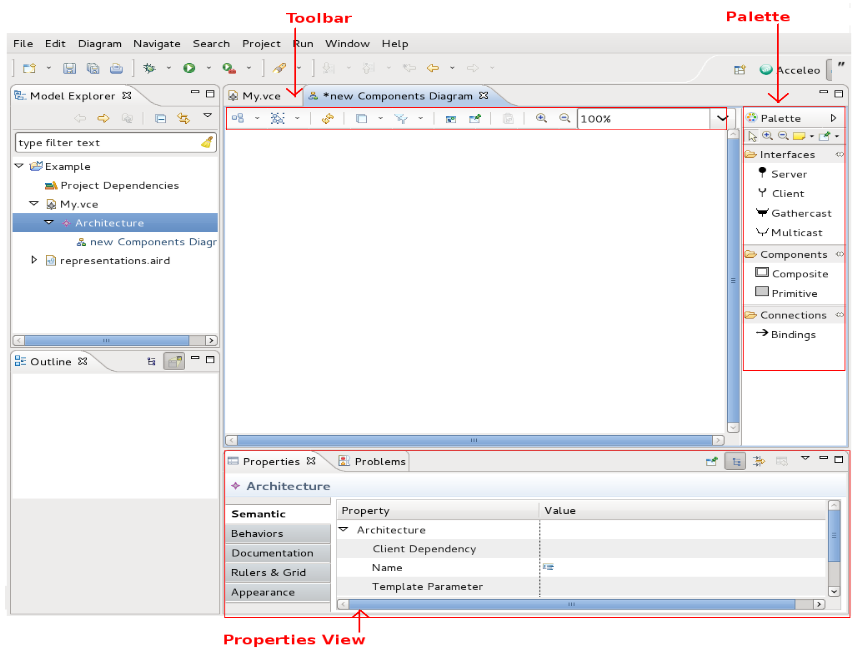 Toolbar
Palette
File Edit Diagram Navigate Search Project Run Window Help
Acceleo "
Model Explorer
My.vce
*new Components Diagram
type filter text
100%
Palette
Example
Project Dependencies
My.vce
Architecture
new Components Diagr
representations.aird
Interfaces
Server
Client
Gathercast
Multicast
Components
Composite
Primitive
Connections
Bindings
Outline
Properties
Problems
Architecture
Semantic
Behaviors
Documentation
Rulers & Grid
Appearance
Property Value
Architecture
Client Dependency
Name
Template Parameter
Properties View